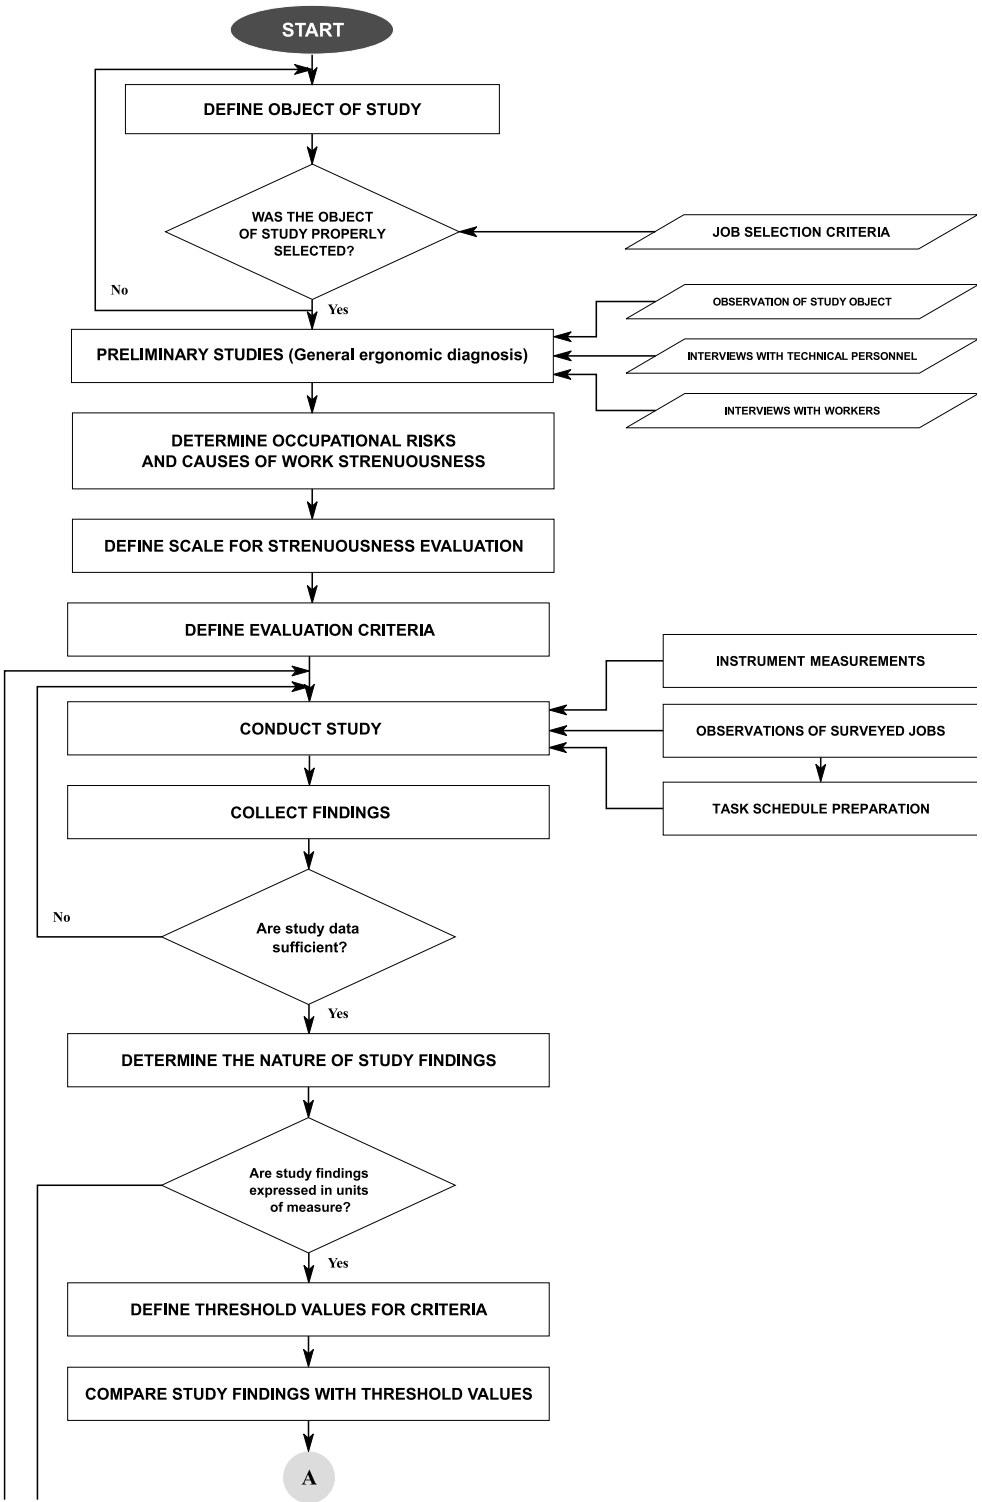 START
DEFINE OBJECT OF STUDY
WAS THE OBJECT
OF STUDY PROPERLY
SELECTED?
JOB SELECTION CRITERIA
No
Yes
OBSERVATION OF STUDY OBJECT
PRELIMINARY STUDIES (General ergonomic diagnosis)
INTERVIEWS WITH TECHNICAL PERSONNEL
INTERVIEWS WITH WORKERS
DETERMINE OCCUPATIONAL RISKS
AND CAUSES OF WORK STRENUOUSNESS
DEFINE SCALE FOR STRENUOUSNESS EVALUATION
DEFINE EVALUATION CRITERIA
INSTRUMENT MEASUREMENTS
CONDUCT STUDY
OBSERVATIONS OF SURVEYED JOBS
COLLECT FINDINGS
TASK SCHEDULE PREPARATION
No
Are study data
sufficient?
Yes
DETERMINE THE NATURE OF STUDY FINDINGS
Are study findings
expressed in units
of measure?
Yes
DEFINE THRESHOLD VALUES FOR CRITERIA
COMPARE STUDY FINDINGS WITH THRESHOLD VALUES
A